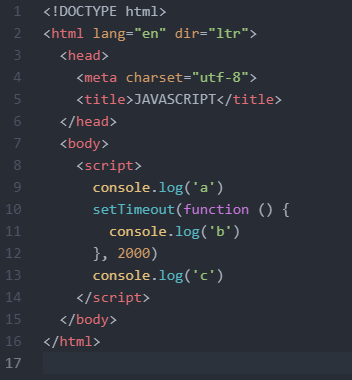 1 <!DOCTYPE html>
2 <html lang="en" dir="ltr">
3   <head>
4     <meta charset="utf-8">
5     <title>JAVASCRIPT</title>
6   </head>
7   <body>
8     <script>
9       console.log('a')
10       setTimeout(function () {
11         console.log('b')
12       }, 2000)
13       console.log('c')
14     </script>
15   </body>
16 </html>
17